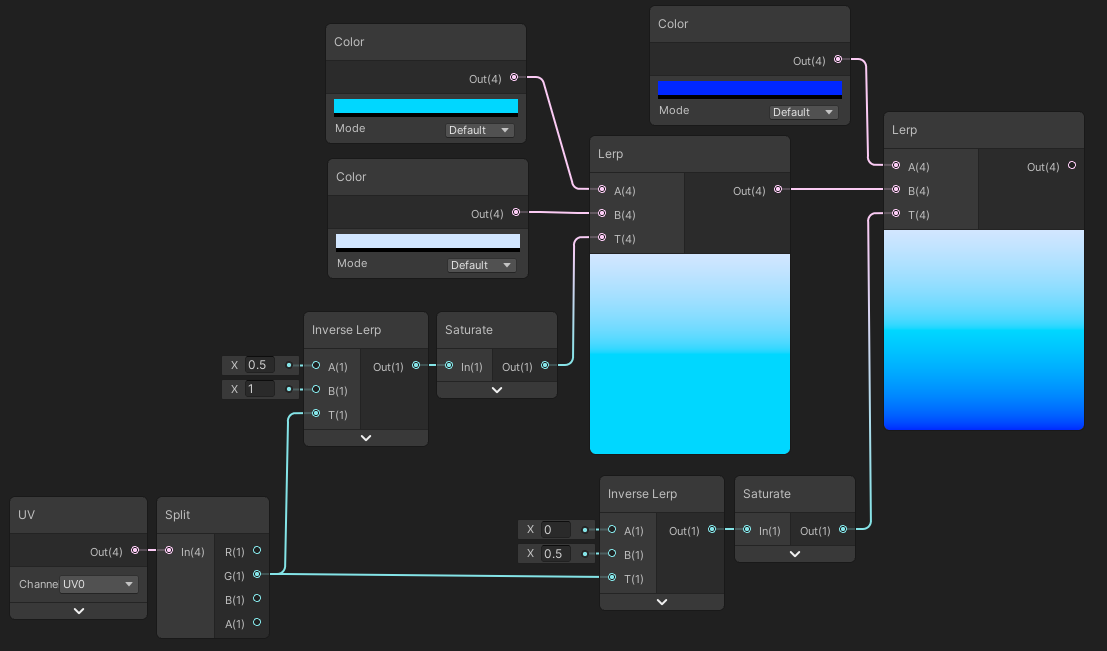 Color
Out(4)
Mode
Default
Color
Out(4)
Mode
Default
Color
Out(4)
Mode
Default
Lerp
A(4)
Out(4)
B(4)
T(4)
Lerp
A(4)
Out(4)
B(4)
T(4)
Inverse Lerp
X 0.5
A(1)
Out(1)
X 1
B(1)
T(1)
Saturate
In(1)
Out(1)
UV
Out(4)
Channe UV0
Split
In(4)
R(1)
G(1)
B(1)
A(1)
Inverse Lerp
X 0
A(1)
Out(1)
X 0.5
B(1)
T(1)
Saturate
In(1)
Out(1)